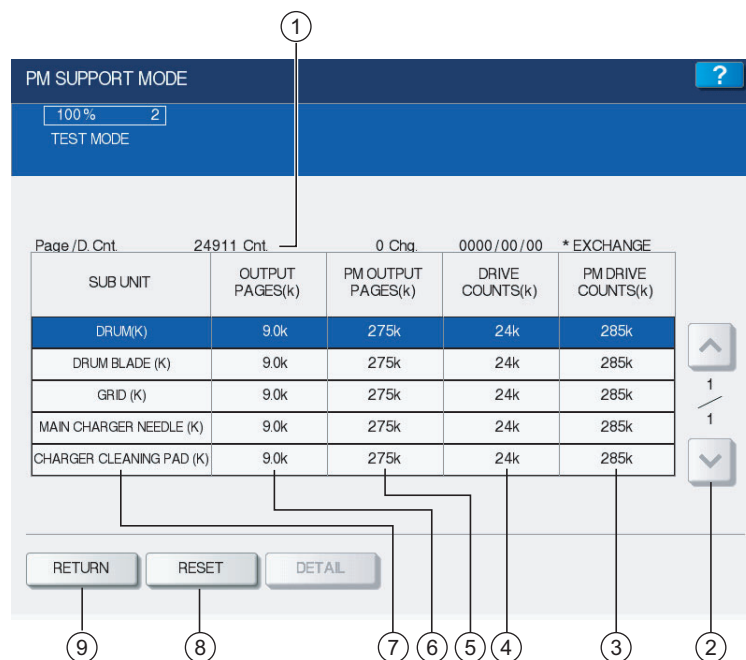 1
PM SUPPORT MODE ?
100% 2
TEST MODE
Page /D. Cnt. 24911 Cnt. 0 Chg. 0000/00/00 * EXCHANGE
SUB UNIT OUTPUT PAGES(k) PM OUTPUT PAGES(k) DRIVE COUNTS(k) PM DRIVE COUNTS(k)
DRUM(K) 9.0k 275k 24k 285k
DRUM BLADE (K) 9.0k 275k 24k 285k
GRID (K) 9.0k 275k 24k 285k
MAIN CHARGER NEEDLE (K) 9.0k 275k 24k 285k
CHARGER CLEANING PAD (K) 9.0k 275k 24k 285k
1
1
RETURN RESET DETAIL
9 8 7 6 5 4 3 2